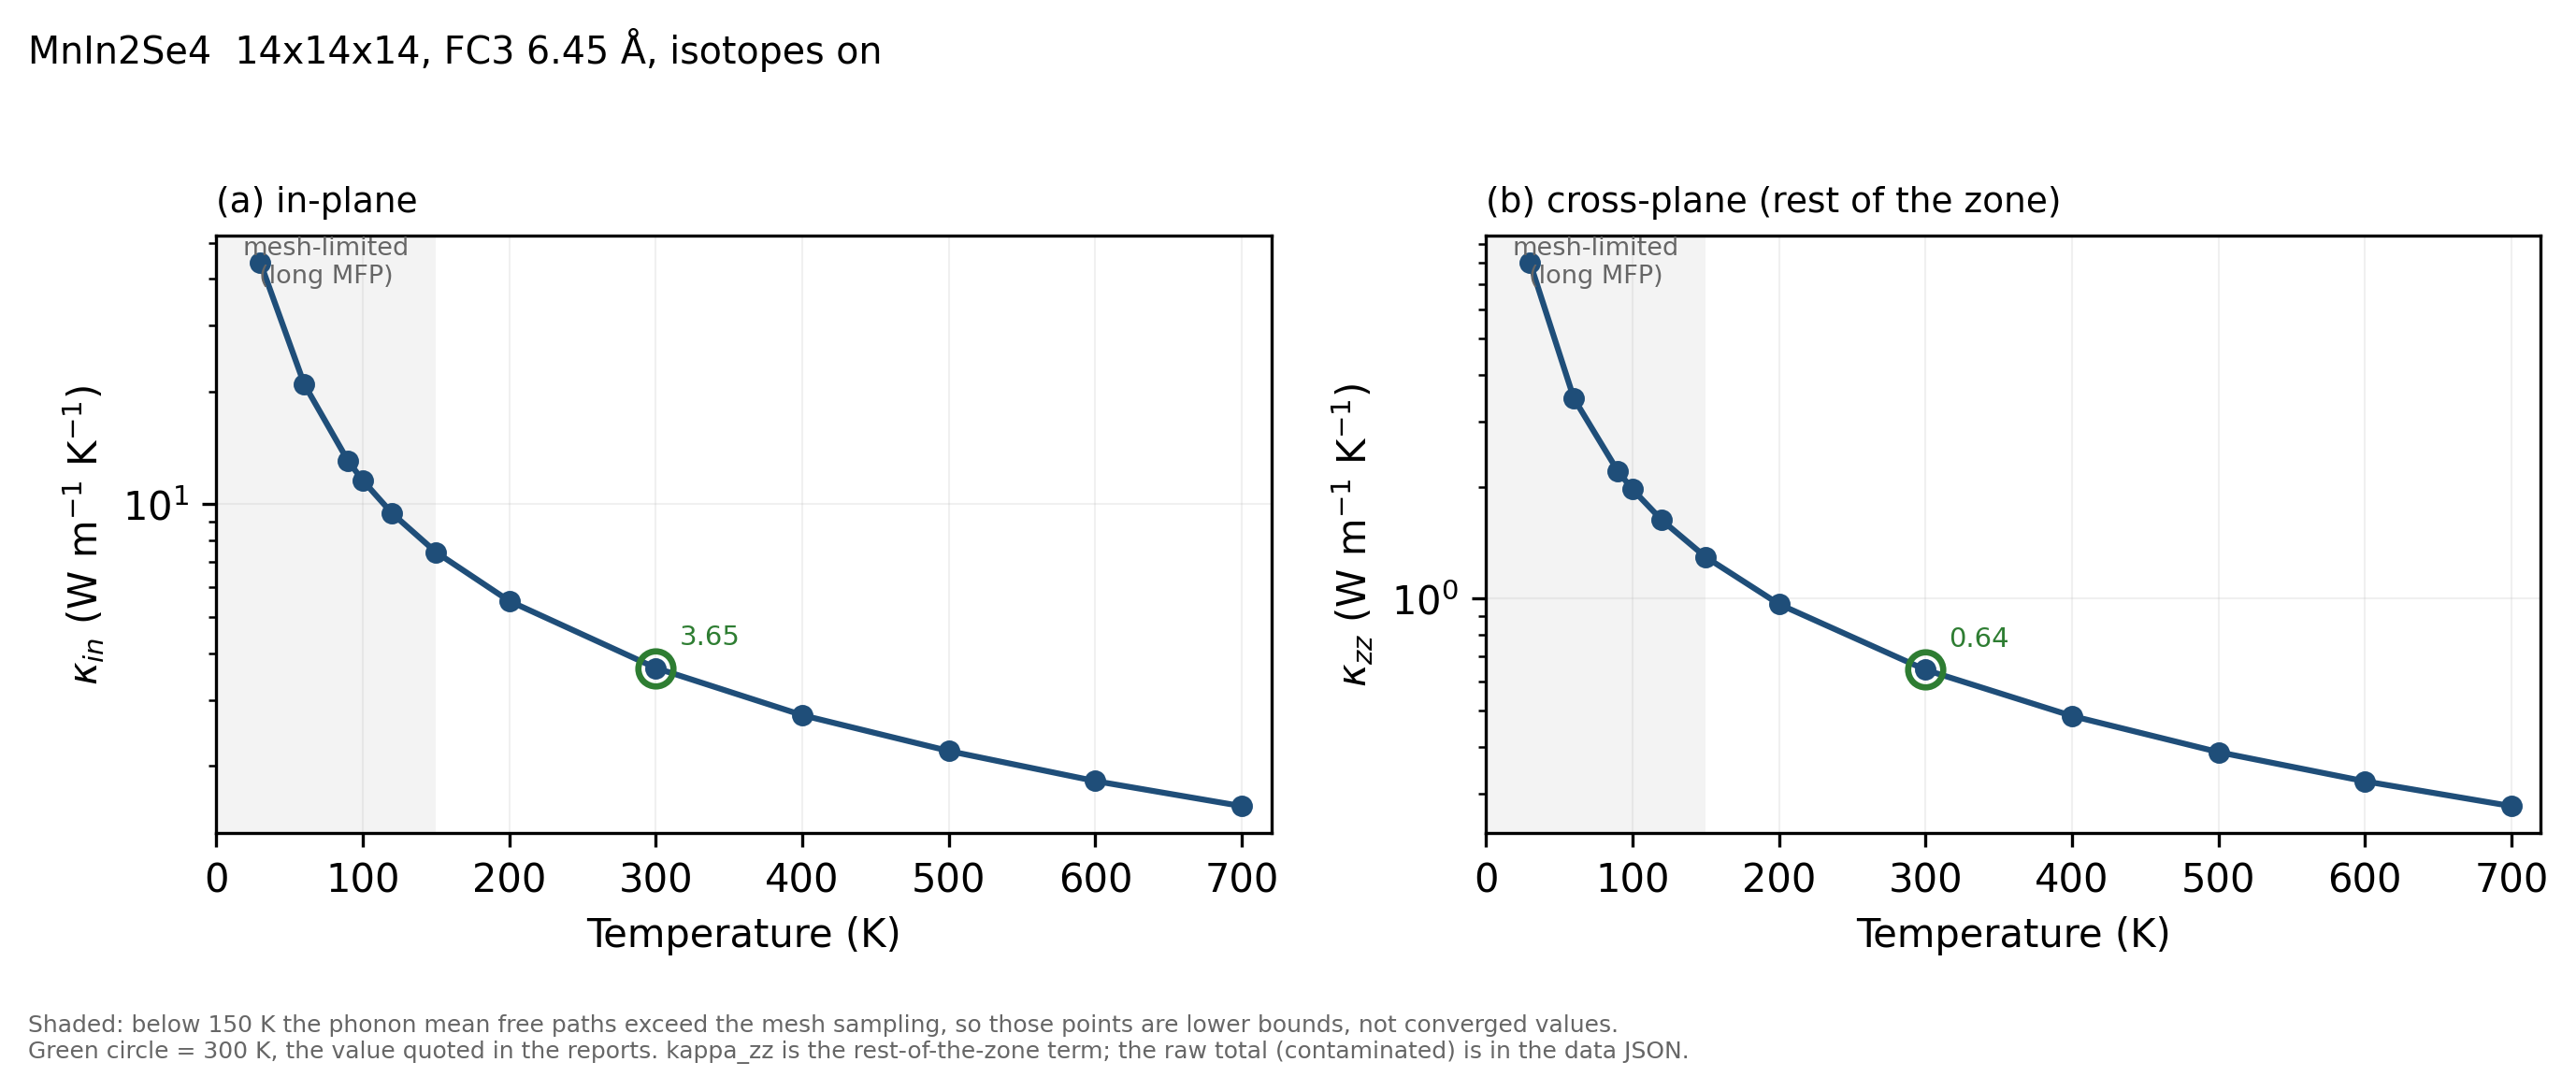 MnIn2Se4  14x14x14, FC3 6.45 Å, isotopes on
(a) in-plane
mesh-limited
(long MFP)
10¹
3.65
κ_in (W m⁻¹ K⁻¹)
0 100 200 300 400 500 600 700
Temperature (K)
(b) cross-plane (rest of the zone)
mesh-limited
(long MFP)
10⁰
0.64
κ_zz (W m⁻¹ K⁻¹)
0 100 200 300 400 500 600 700
Temperature (K)
Shaded: below 150 K the phonon mean free paths exceed the mesh sampling, so those points are lower bounds, not converged values.
Green circle = 300 K, the value quoted in the reports. kappa_zz is the rest-of-the-zone term; the raw total (contaminated) is in the data JSON.